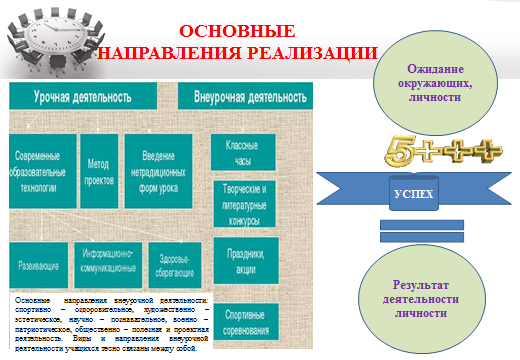 ОСНОВНЫЕ
НАПРАВЛЕНИЯ РЕАЛИЗАЦИИ
Урочная деятельность
Внеурочная деятельность
Современные
образовательные
технологии
Метод
проектов
Введение
нетрадиционных
форм урока
Классные
часы
Творческие и
литературные
конкурсы
Развивающие
Информационно-
коммуникационные
Здоровье-
сберегающие
Праздники,
акции
Спортивные
соревнования
Основные направления внеурочной деятельности:
спортивно – оздоровительное, художественно –
эстетическое, научно – познавательное, военно –
патриотическое, общественно – полезная и проектная
деятельность. Виды и направления внеурочной
деятельности учащихся тесно связаны между собой.
Ожидание
окружающих,
личности
5+++
УСПЕХ
Результат
деятельности
личности